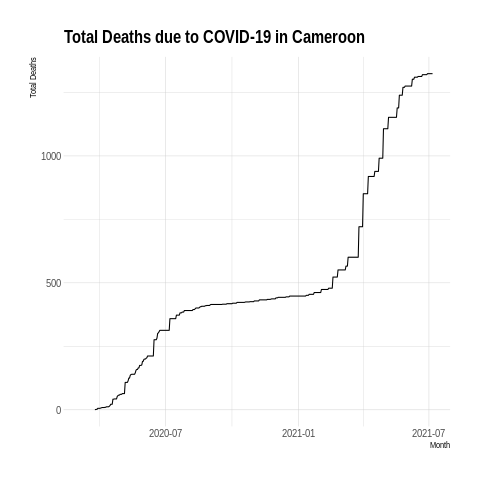 Total Deaths due to COVID-19 in Cameroon
Total Deaths
1000
500
0
2020-07
2021-01
2021-07
Month